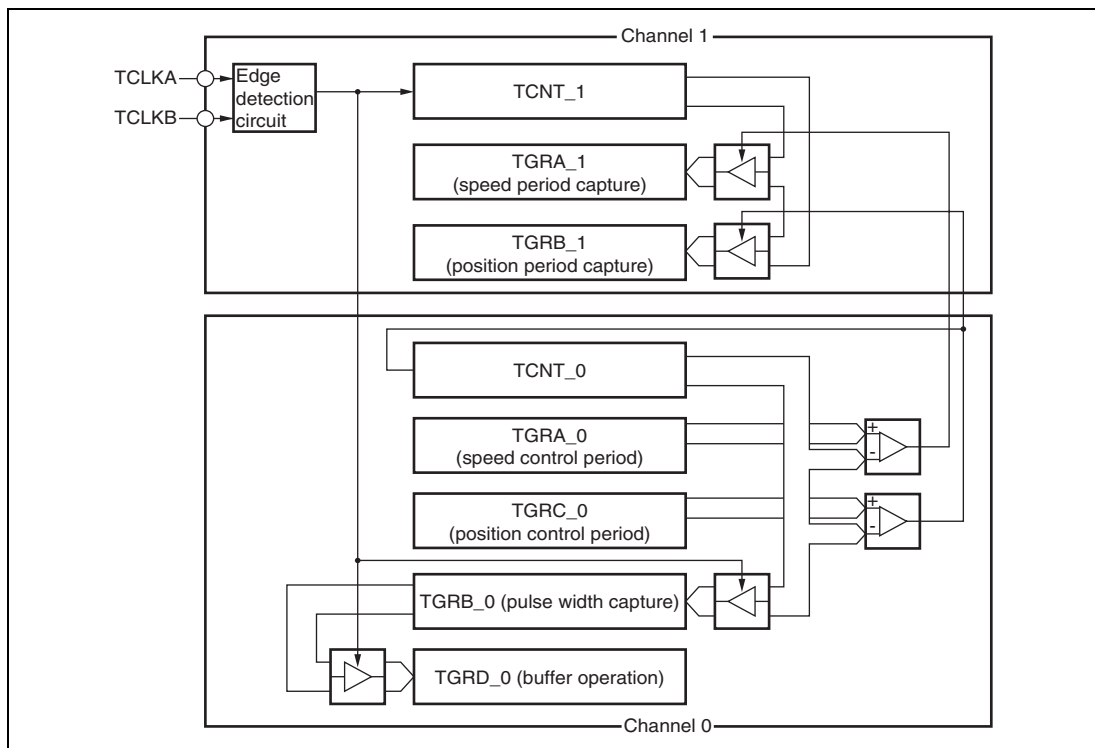 Channel 1
TCLKA
TCLKB
Edge
detection
circuit
TCNT_1
TGRA_1
(speed period capture)
TGRB_1
(position period capture)
TCNT_0
TGRA_0
(speed control period)
+
-
TGRC_0
(position control period)
+
-
TGRB_0 (pulse width capture)
TGRD_0 (buffer operation)
Channel 0